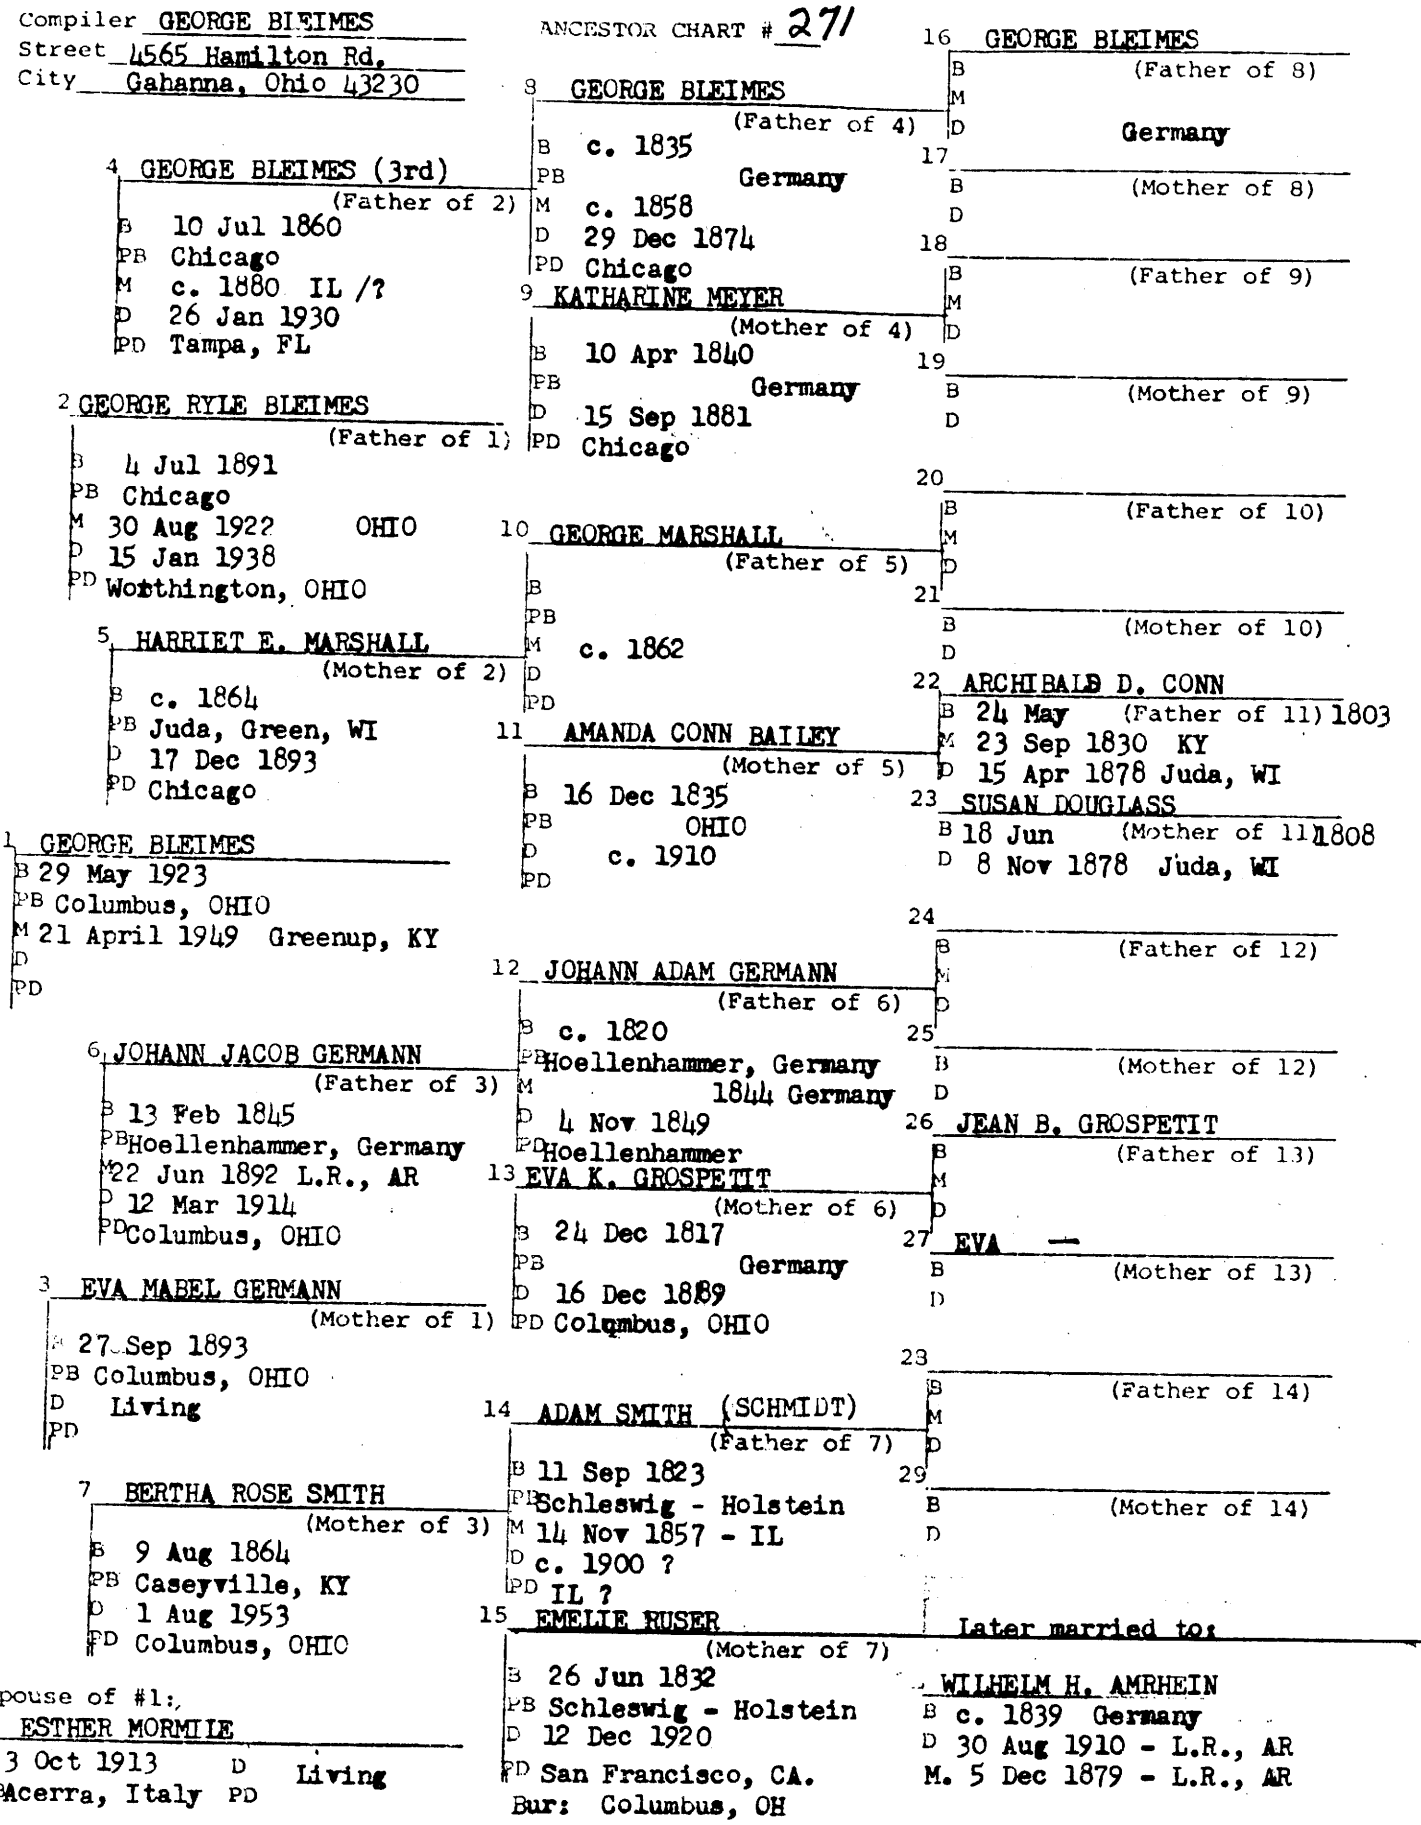 Compiler GEORGE BLEIMES
Street 4565 Hamilton Rd.
City Gahanna, Ohio 43230
ANCESTOR CHART # 271
1 GEORGE BLEIMES
B 29 May 1923
PB Columbus, OHIO
M 21 April 1949 Greenup, KY
D
PD
2 GEORGE RYLE BLEIMES
(Father of 1)
B 4 Jul 1891
PB Chicago
M 30 Aug 1922 OHIO
D 15 Jan 1938
PD Worthington, OHIO
3 EVA MABEL GERMANN
(Mother of 1)
27 Sep 1893
PB Columbus, OHIO
D Living
PD
4 GEORGE BLEIMES (3rd)
(Father of 2)
B 10 Jul 1860
PB Chicago
M c. 1880 IL /?
D 26 Jan 1930
PD Tampa, FL
5 HARRIET E. MARSHALL
(Mother of 2)
B c. 1864
PB Juda, Green, WI
D 17 Dec 1893
PD Chicago
6 JOHANN JACOB GERMANN
(Father of 3)
B 13 Feb 1845
PB Hoellenhammer, Germany
M 22 Jun 1892 L.R., AR
D 12 Mar 1914
PD Columbus, OHIO
7 BERTHA ROSE SMITH
(Mother of 3)
B 9 Aug 1864
PB Caseyville, KY
D 1 Aug 1953
PD Columbus, OHIO
pouse of #1:
ESTHER MORMILE
3 Oct 1913 D Living
Acerra, Italy PD
8 GEORGE BLEIMES
(Father of 4)
B c. 1835
PB Germany
M c. 1858
D 29 Dec 1874
PD Chicago
9 KATHARINE MEYER
(Mother of 4)
B 10 Apr 1840
PB Germany
D 15 Sep 1881
PD Chicago
10 GEORGE MARSHALL
(Father of 5)
B
PB
M c. 1862
D
PD
11 AMANDA CONN BAILEY
(Mother of 5)
B 16 Dec 1835
PB OHIO
D c. 1910
PD
12 JOHANN ADAM GERMANN
(Father of 6)
B c. 1820
PB Hoellenhammer, Germany
M 1844 Germany
D 4 Nov 1849
PD Hoellenhammer
13 EVA K. GROSPETIT
(Mother of 6)
B 24 Dec 1817
PB Germany
D 16 Dec 1889
PD Columbus, OHIO
14 ADAM SMITH (SCHMIDT)
(Father of 7)
B 11 Sep 1823
PB Schleswig - Holstein
M 14 Nov 1857 - IL
D c. 1900 ?
PD IL ?
15 EMELIE RUSER
(Mother of 7)
B 26 Jun 1832
PB Schleswig - Holstein
D 12 Dec 1920
PD San Francisco, CA.
Bur: Columbus, OH
16 GEORGE BLEIMES
B (Father of 8)
M
D Germany
17
B (Mother of 8)
D
18
B (Father of 9)
M
D
19
B (Mother of 9)
D
20
B (Father of 10)
M
D
21
B (Mother of 10)
D
22 ARCHIBALD D. CONN
B 24 May (Father of 11) 1803
M 23 Sep 1830 KY
D 15 Apr 1878 Juda, WI
23 SUSAN DOUGLASS
B 18 Jun (Mother of 11) 1808
D 8 Nov 1878 Juda, WI
24
B (Father of 12)
M
D
25
B (Mother of 12)
D
26 JEAN B. GROSPETIT
B (Father of 13)
M
D
27 EVA —
B (Mother of 13)
D
28
B (Father of 14)
M
D
29
B (Mother of 14)
D
Later married to:
WILHELM H. AMRHEIN
B c. 1839 Germany
D 30 Aug 1910 - L.R., AR
M. 5 Dec 1879 - L.R., AR